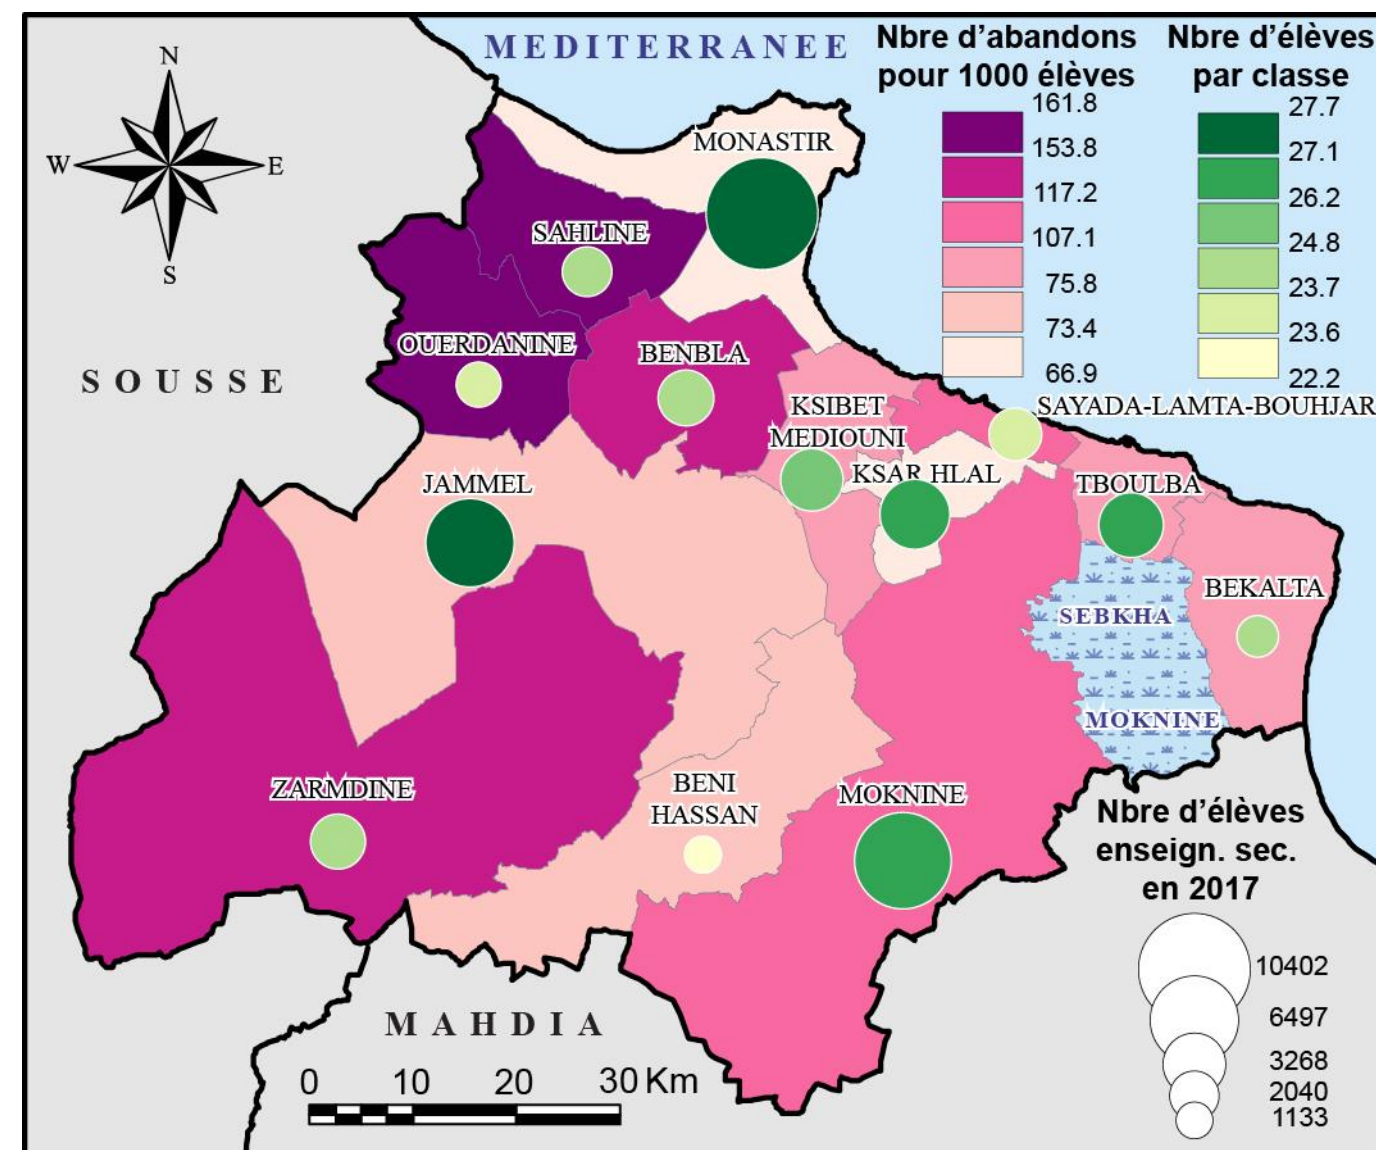 MEDITERRANEE
Nbre d'abandons
pour 1000 élèves
161.8
153.8
117.2
107.1
75.8
73.4
66.9
Nbre d'élèves
par classe
27.7
27.1
26.2
24.8
23.7
23.6
22.2
N
W
E
S
MONASTIR
SAHLINE
OUERDANINE
BENBLA
SOUSSE
KSIBET
MEDIOUNI
SAYADA-LAMTA-BOUHJAR
KSAR HLAL
JAMMEL
TBOULBA
BEKALTA
SEBKHA
MOKNINE
ZARMDINE
BENI
HASSAN
MOKNINE
Nbre d'élèves
enseign. sec.
en 2017
10402
6497
3268
2040
1133
MAHDIA
0 10 20 30 Km